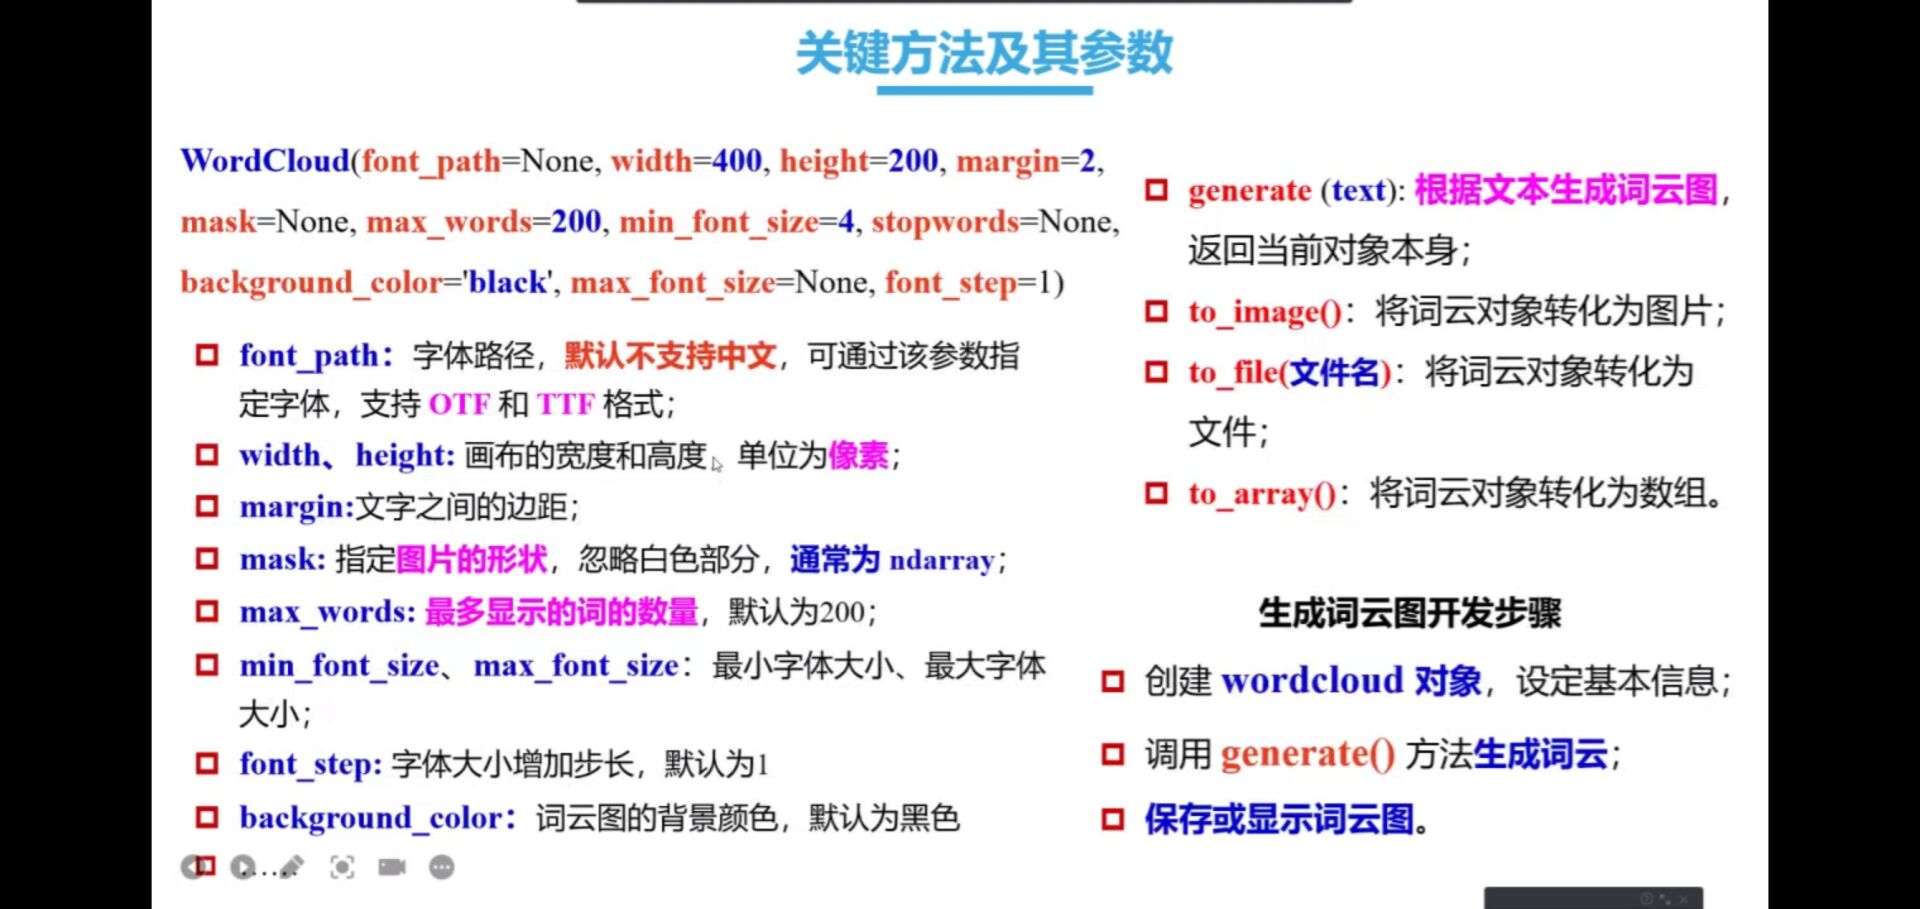 关键方法及其参数
WordCloud(font_path=None, width=400, height=200, margin=2,
mask=None, max_words=200, min_font_size=4, stopwords=None,
background_color='black', max_font_size=None, font_step=1)
font_path：字体路径，默认不支持中文，可通过该参数指
定字体，支持 OTF 和 TTF 格式；
width、height: 画布的宽度和高度，单位为像素；
margin:文字之间的边距；
mask: 指定图片的形状，忽略白色部分，通常为 ndarray；
max_words: 最多显示的词的数量，默认为200；
min_font_size、max_font_size：最小字体大小、最大字体
大小；
font_step: 字体大小增加步长，默认为1
background_color：词云图的背景颜色，默认为黑色
......
generate (text): 根据文本生成词云图，
返回当前对象本身；
to_image()：将词云对象转化为图片；
to_file(文件名)：将词云对象转化为
文件；
to_array()：将词云对象转化为数组。
生成词云图开发步骤
创建 wordcloud 对象，设定基本信息；
调用 generate() 方法生成词云；
保存或显示词云图。